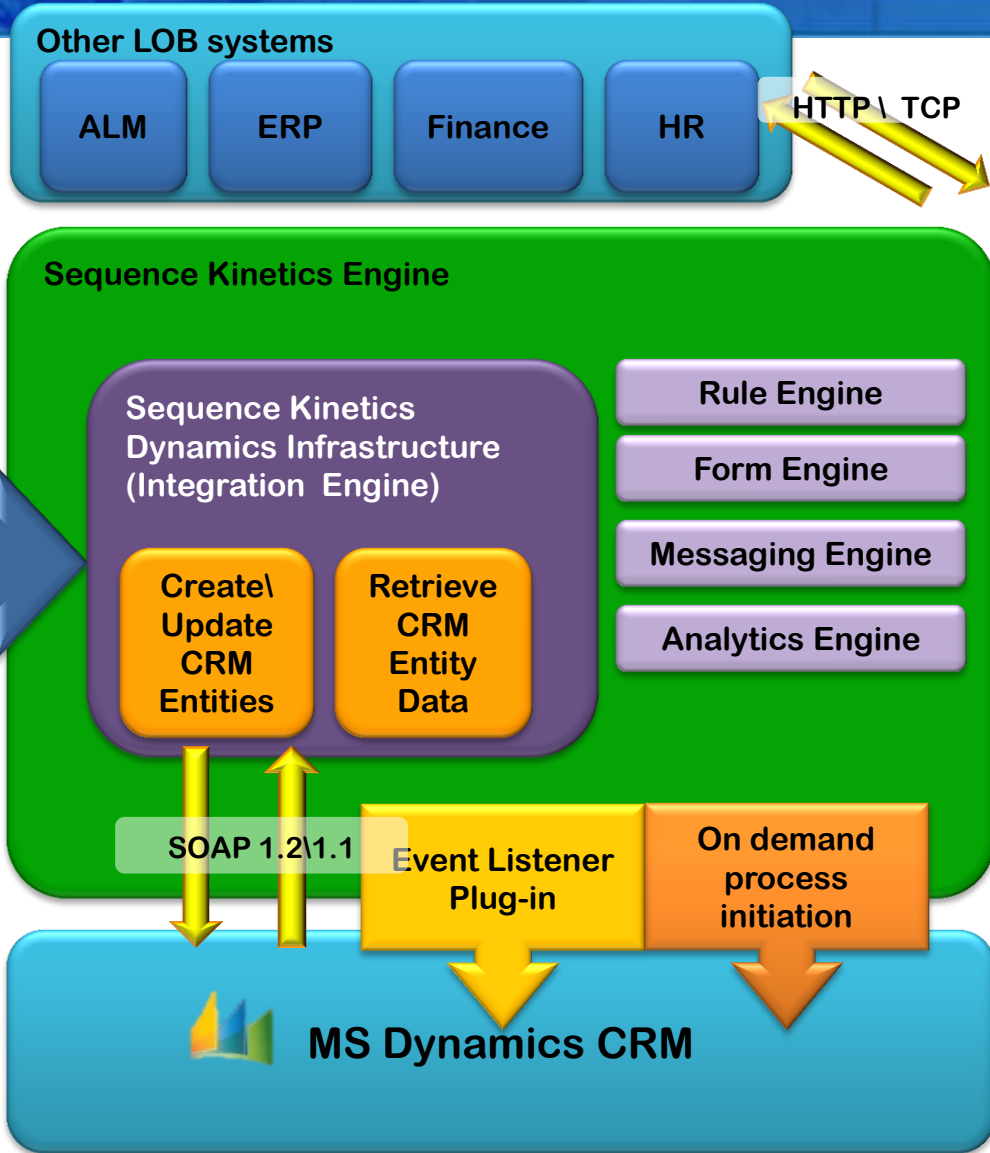 Other LOB systems
ALM
ERP
Finance
HR
HTTP \ TCP
Sequence Kinetics Engine
Sequence Kinetics
Dynamics Infrastructure
(Integration Engine)
Create\
Update
CRM
Entities
Retrieve
CRM
Entity
Data
Rule Engine
Form Engine
Messaging Engine
Analytics Engine
SOAP 1.2\1.1
Event Listener
Plug-in
On demand
process
initiation
MS Dynamics CRM